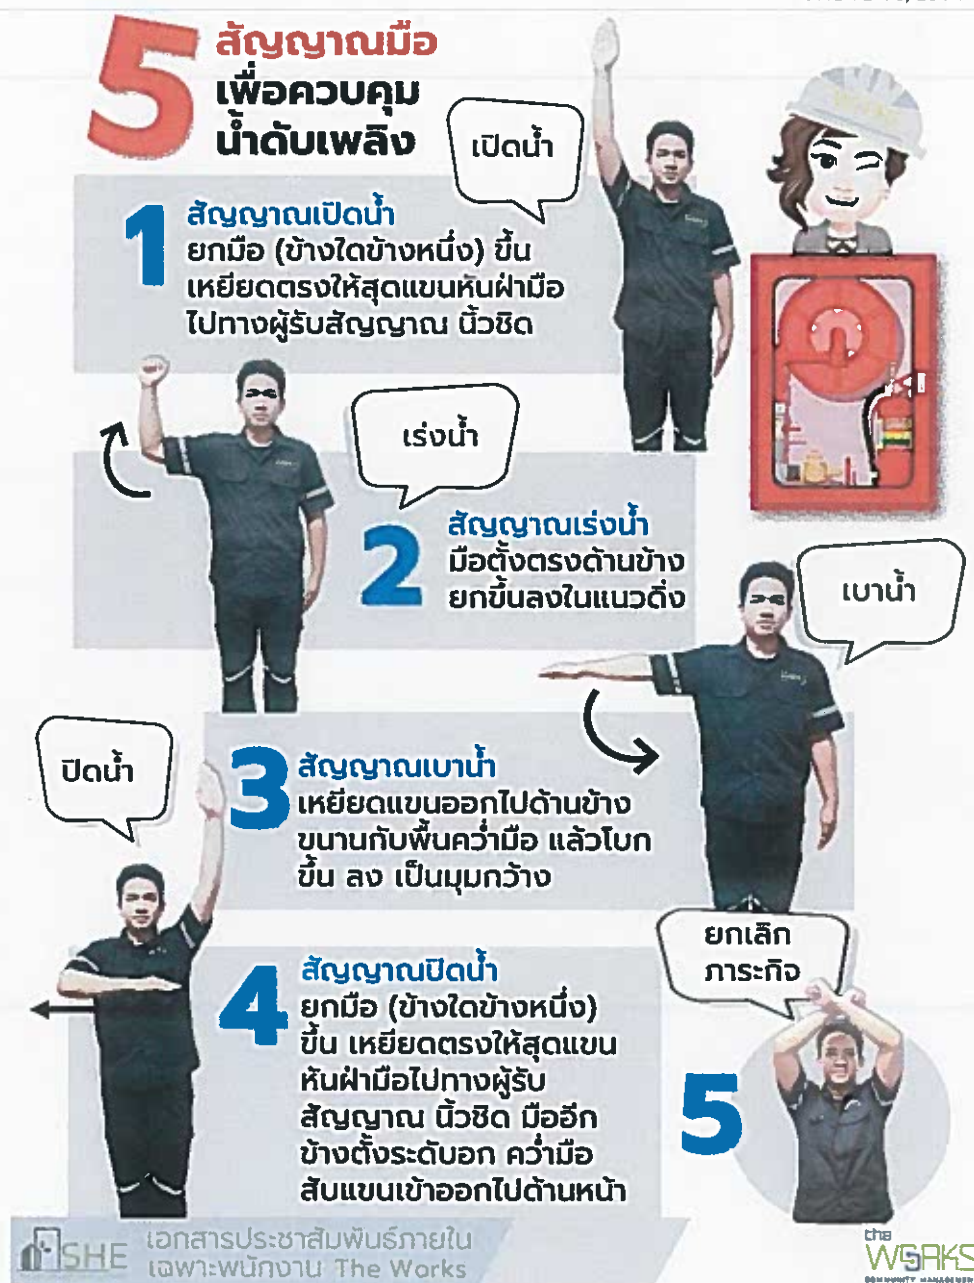 5 สัญญาณมือ
เพื่อควบคุม
น้ำดับเพลิง
เปิดน้ำ
1
สัญญาณเปิดน้ำ
ยกมือ (ข้างใดข้างหนึ่ง) ขึ้น
เหยียดตรงให้สุดแขนหันฝ่ามือ
ไปทางผู้รับสัญญาณ นิ้วชิด
เร่งน้ำ
2
สัญญาณเร่งน้ำ
มือตั้งตรงด้านข้าง
ยกขึ้นลงในแนวดิ่ง
เบาน้ำ
3
สัญญาณเบาน้ำ
เหยียดแขนออกไปด้านข้าง
ขนานกับพื้นคว่ำมือ แล้วโบก
ขึ้น ลง เป็นมุมกว้าง
ปิดน้ำ
4
สัญญาณปิดน้ำ
ยกมือ (ข้างใดข้างหนึ่ง)
ขึ้น เหยียดตรงให้สุดแขน
หันฝ่ามือไปทางผู้รับ
สัญญาณ นิ้วชิด มืออีก
ข้างตั้งระดับอก คว่ำมือ
สับแขนเข้าออกไปด้านหน้า
ยกเลิก
ภาระกิจ
5
SHE
เอกสารประชาสัมพันธ์ภายใน
เฉพาะพนักงาน The Works
the
WORKS
COMMUNITY MANAGEMENT